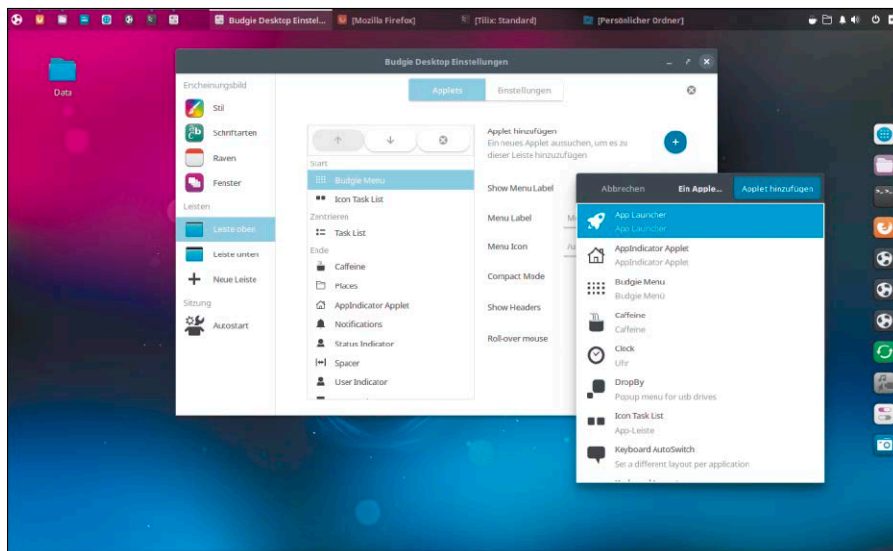 Budgie Desktop Einstel...
[Mozilla Firefox]
[Tilix: Standard]
[Persönlicher Ordner]
Data
Budgie Desktop Einstellungen
Erscheinungsbild
Stil
Schriftarten
Raven
Fenster
Leisten
Leiste oben
Leiste unten
Neue Leiste
Sitzung
Autostart
Applets
Einstellungen
Start
Budgie Menu
Icon Task List
Zentrieren
Task List
Ende
Caffeine
Places
AppIndicator Applet
Notifications
Status Indicator
Spacer
User Indicator
Applet hinzufügen
Ein neues Applet aussuchen, um es zu
dieser Leiste hinzuzufügen
Show Menu Label
Menu Label
Menu Icon
Compact Mode
Show Headers
Roll-over mouse
Abbrechen
Ein Apple...
Applet hinzufügen
App Launcher
App Launcher
AppIndicator Applet
AppIndicator Applet
Budgie Menu
Budgie Menü
Caffeine
Caffeine
Clock
Uhr
DropBy
Popup menu for usb drives
Icon Task List
App-Leiste
Keyboard AutoSwitch
Set a different layout per application